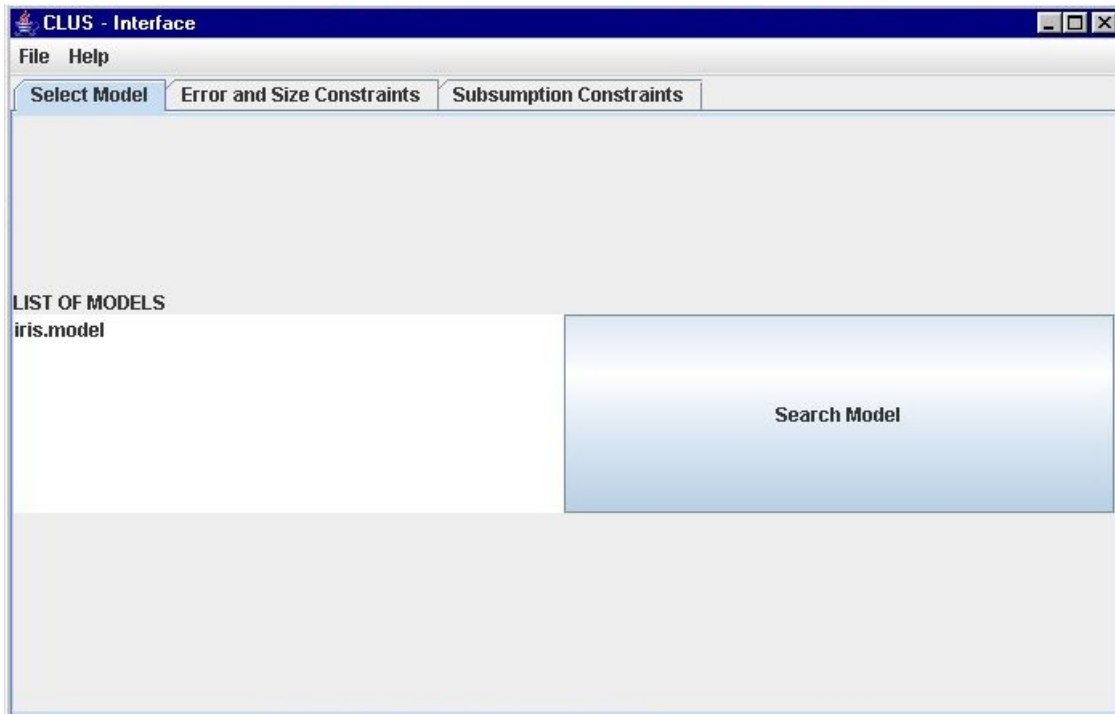 CLUS - Interface
File Help
Select Model Error and Size Constraints Subsumption Constraints
LIST OF MODELS
iris.model
Search Model